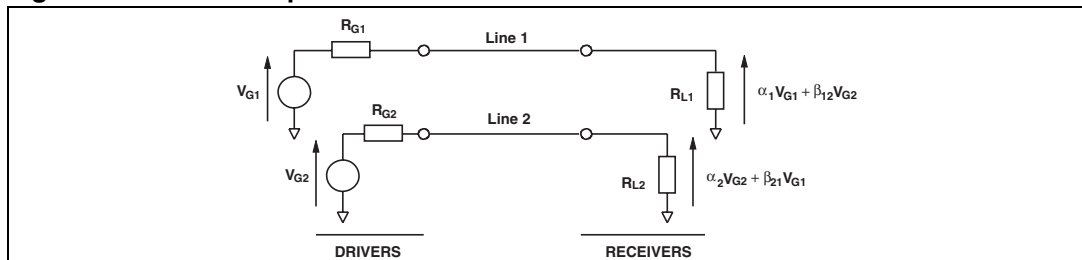 R_G1
Line 1
V_G1
R_L1
α_1V_G1 + β_12V_G2
R_G2
Line 2
V_G2
R_L2
α_2V_G2 + β_21V_G1
DRIVERS
RECEIVERS